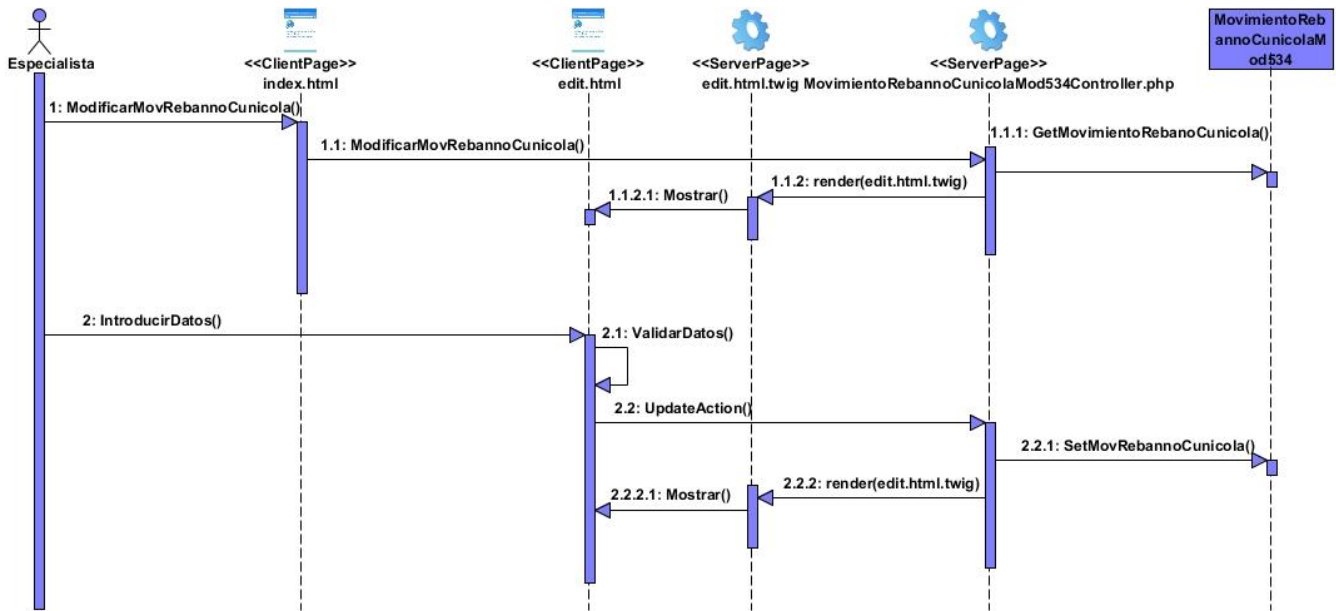 Especialista
<<ClientPage>>
index.html
<<ClientPage>>
edit.html
<<ServerPage>>
edit.html.twig
<<ServerPage>>
MovimientoRebannoCunicolaMod534Controller.php
MovimientoReb
annoCunicolaM
od534
1: ModificarMovRebannoCunicola()
1.1: ModificarMovRebannoCunicola()
1.1.1: GetMovimientoRebanoCunicola()
1.1.2: render(edit.html.twig)
1.1.2.1: Mostrar()
2: IntroducirDatos()
2.1: ValidarDatos()
2.2: UpdateAction()
2.2.1: SetMovRebannoCunicola()
2.2.2: render(edit.html.twig)
2.2.2.1: Mostrar()